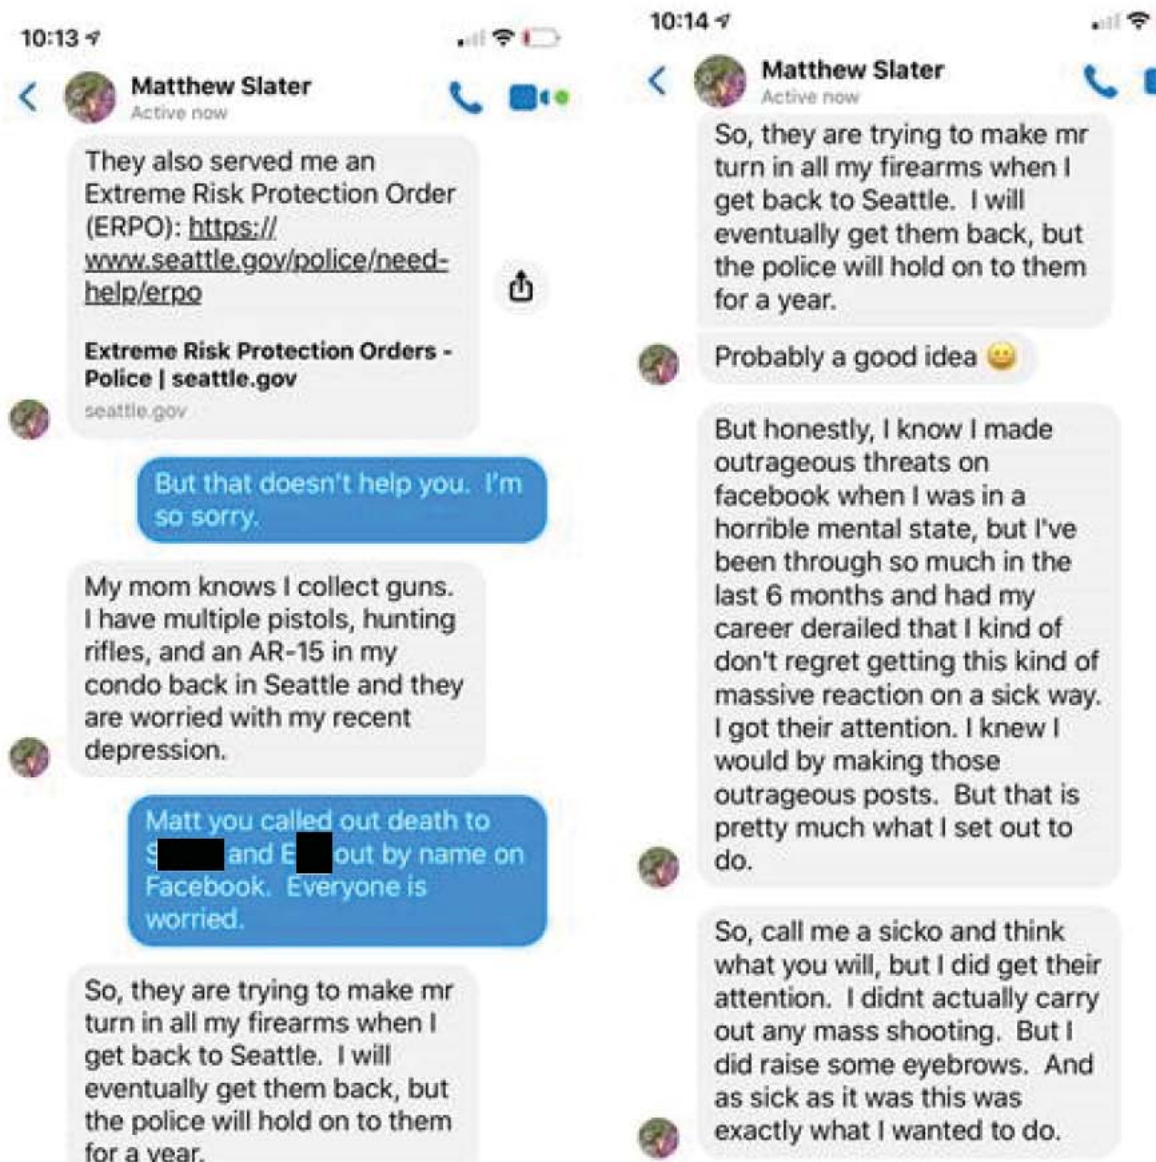 10:13
Matthew Slater
Active now
They also served me an
Extreme Risk Protection Order
(ERPO): https://
www.seattle.gov/police/need-
help/erpo
Extreme Risk Protection Orders -
Police | seattle.gov
seattle.gov
But that doesn't help you. I'm
so sorry.
My mom knows I collect guns.
I have multiple pistols, hunting
rifles, and an AR-15 in my
condo back in Seattle and they
are worried with my recent
depression.
Matt you called out death to
S and E out by name on
Facebook. Everyone is
worried.
So, they are trying to make mr
turn in all my firearms when I
get back to Seattle. I will
eventually get them back, but
the police will hold on to them
for a year.
10:14
Matthew Slater
Active now
So, they are trying to make mr
turn in all my firearms when I
get back to Seattle. I will
eventually get them back, but
the police will hold on to them
for a year.
Probably a good idea 😀
But honestly, I know I made
outrageous threats on
facebook when I was in a
horrible mental state, but I've
been through so much in the
last 6 months and had my
career derailed that I kind of
don't regret getting this kind of
massive reaction on a sick way.
I got their attention. I knew I
would by making those
outrageous posts. But that is
pretty much what I set out to
do.
So, call me a sicko and think
what you will, but I did get their
attention. I didnt actually carry
out any mass shooting. But I
did raise some eyebrows. And
as sick as it was this was
exactly what I wanted to do.